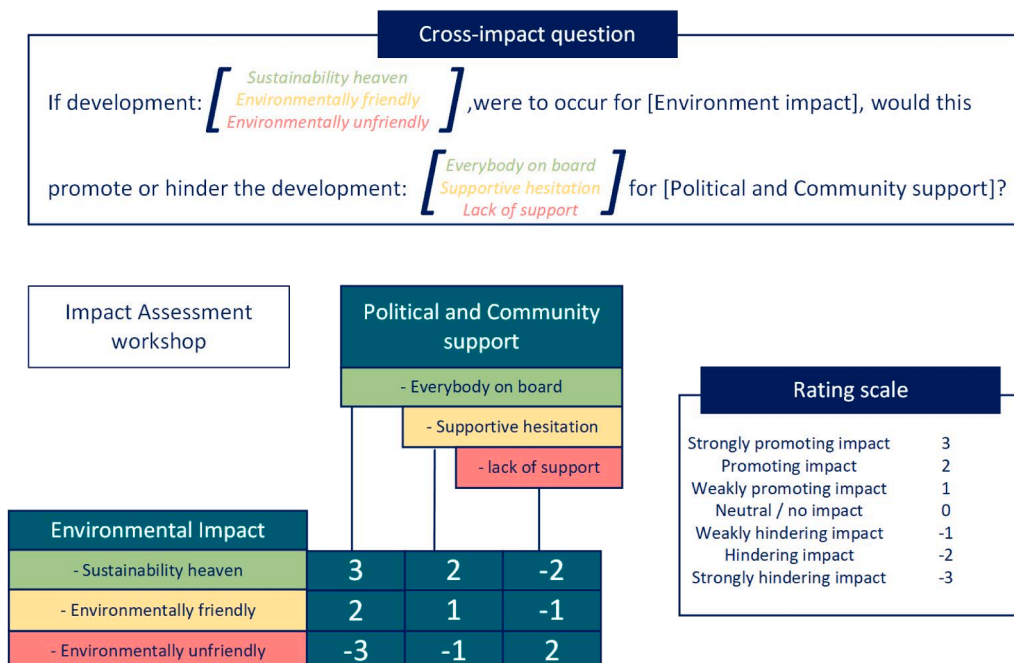 Cross-impact question
Sustainability heaven
If development: Environmentally friendly ,were to occur for [Environment impact], would this
Environmentally unfriendly
Everybody on board
promote or hinder the development: Supportive hesitation for [Political and Community support]?
Lack of support
Impact Assessment
workshop
Political and Community
support
- Everybody on board
- Supportive hesitation
- lack of support
Rating scale
Strongly promoting impact 3
Promoting impact 2
Weakly promoting impact 1
Neutral / no impact 0
Weakly hindering impact -1
Hindering impact -2
Strongly hindering impact -3
Environmental Impact
- Sustainability heaven 3 2 -2
- Environmentally friendly 2 1 -1
- Environmentally unfriendly -3 -1 2